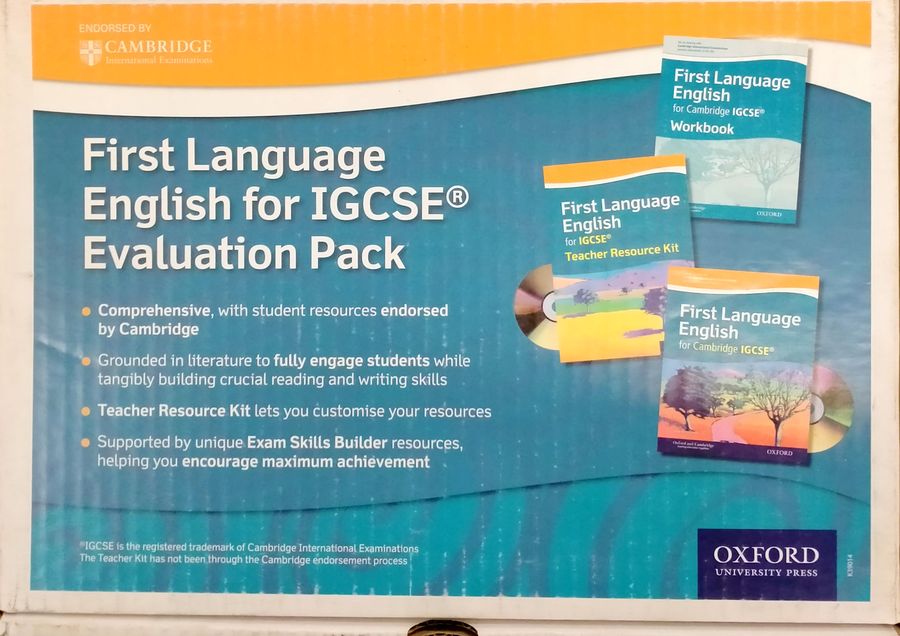 ENDORSED BY
CAMBRIDGE
International Examinations
First Language
English for IGCSE®
Evaluation Pack
• Comprehensive, with student resources endorsed
by Cambridge
• Grounded in literature to fully engage students while
tangibly building crucial reading and writing skills
• Teacher Resource Kit lets you customise your resources
• Supported by unique Exam Skills Builder resources,
helping you encourage maximum achievement
®IGCSE is the registered trademark of Cambridge International Examinations
The Teacher Kit has not been through the Cambridge endorsement process
First Language
English
for Cambridge IGCSE®
Workbook
OXFORD
First Language
English
for IGCSE®
Teacher Resource Kit
First Language
English
for Cambridge IGCSE®
Oxford and Cambridge
OXFORD
OXFORD
UNIVERSITY PRESS
K39014